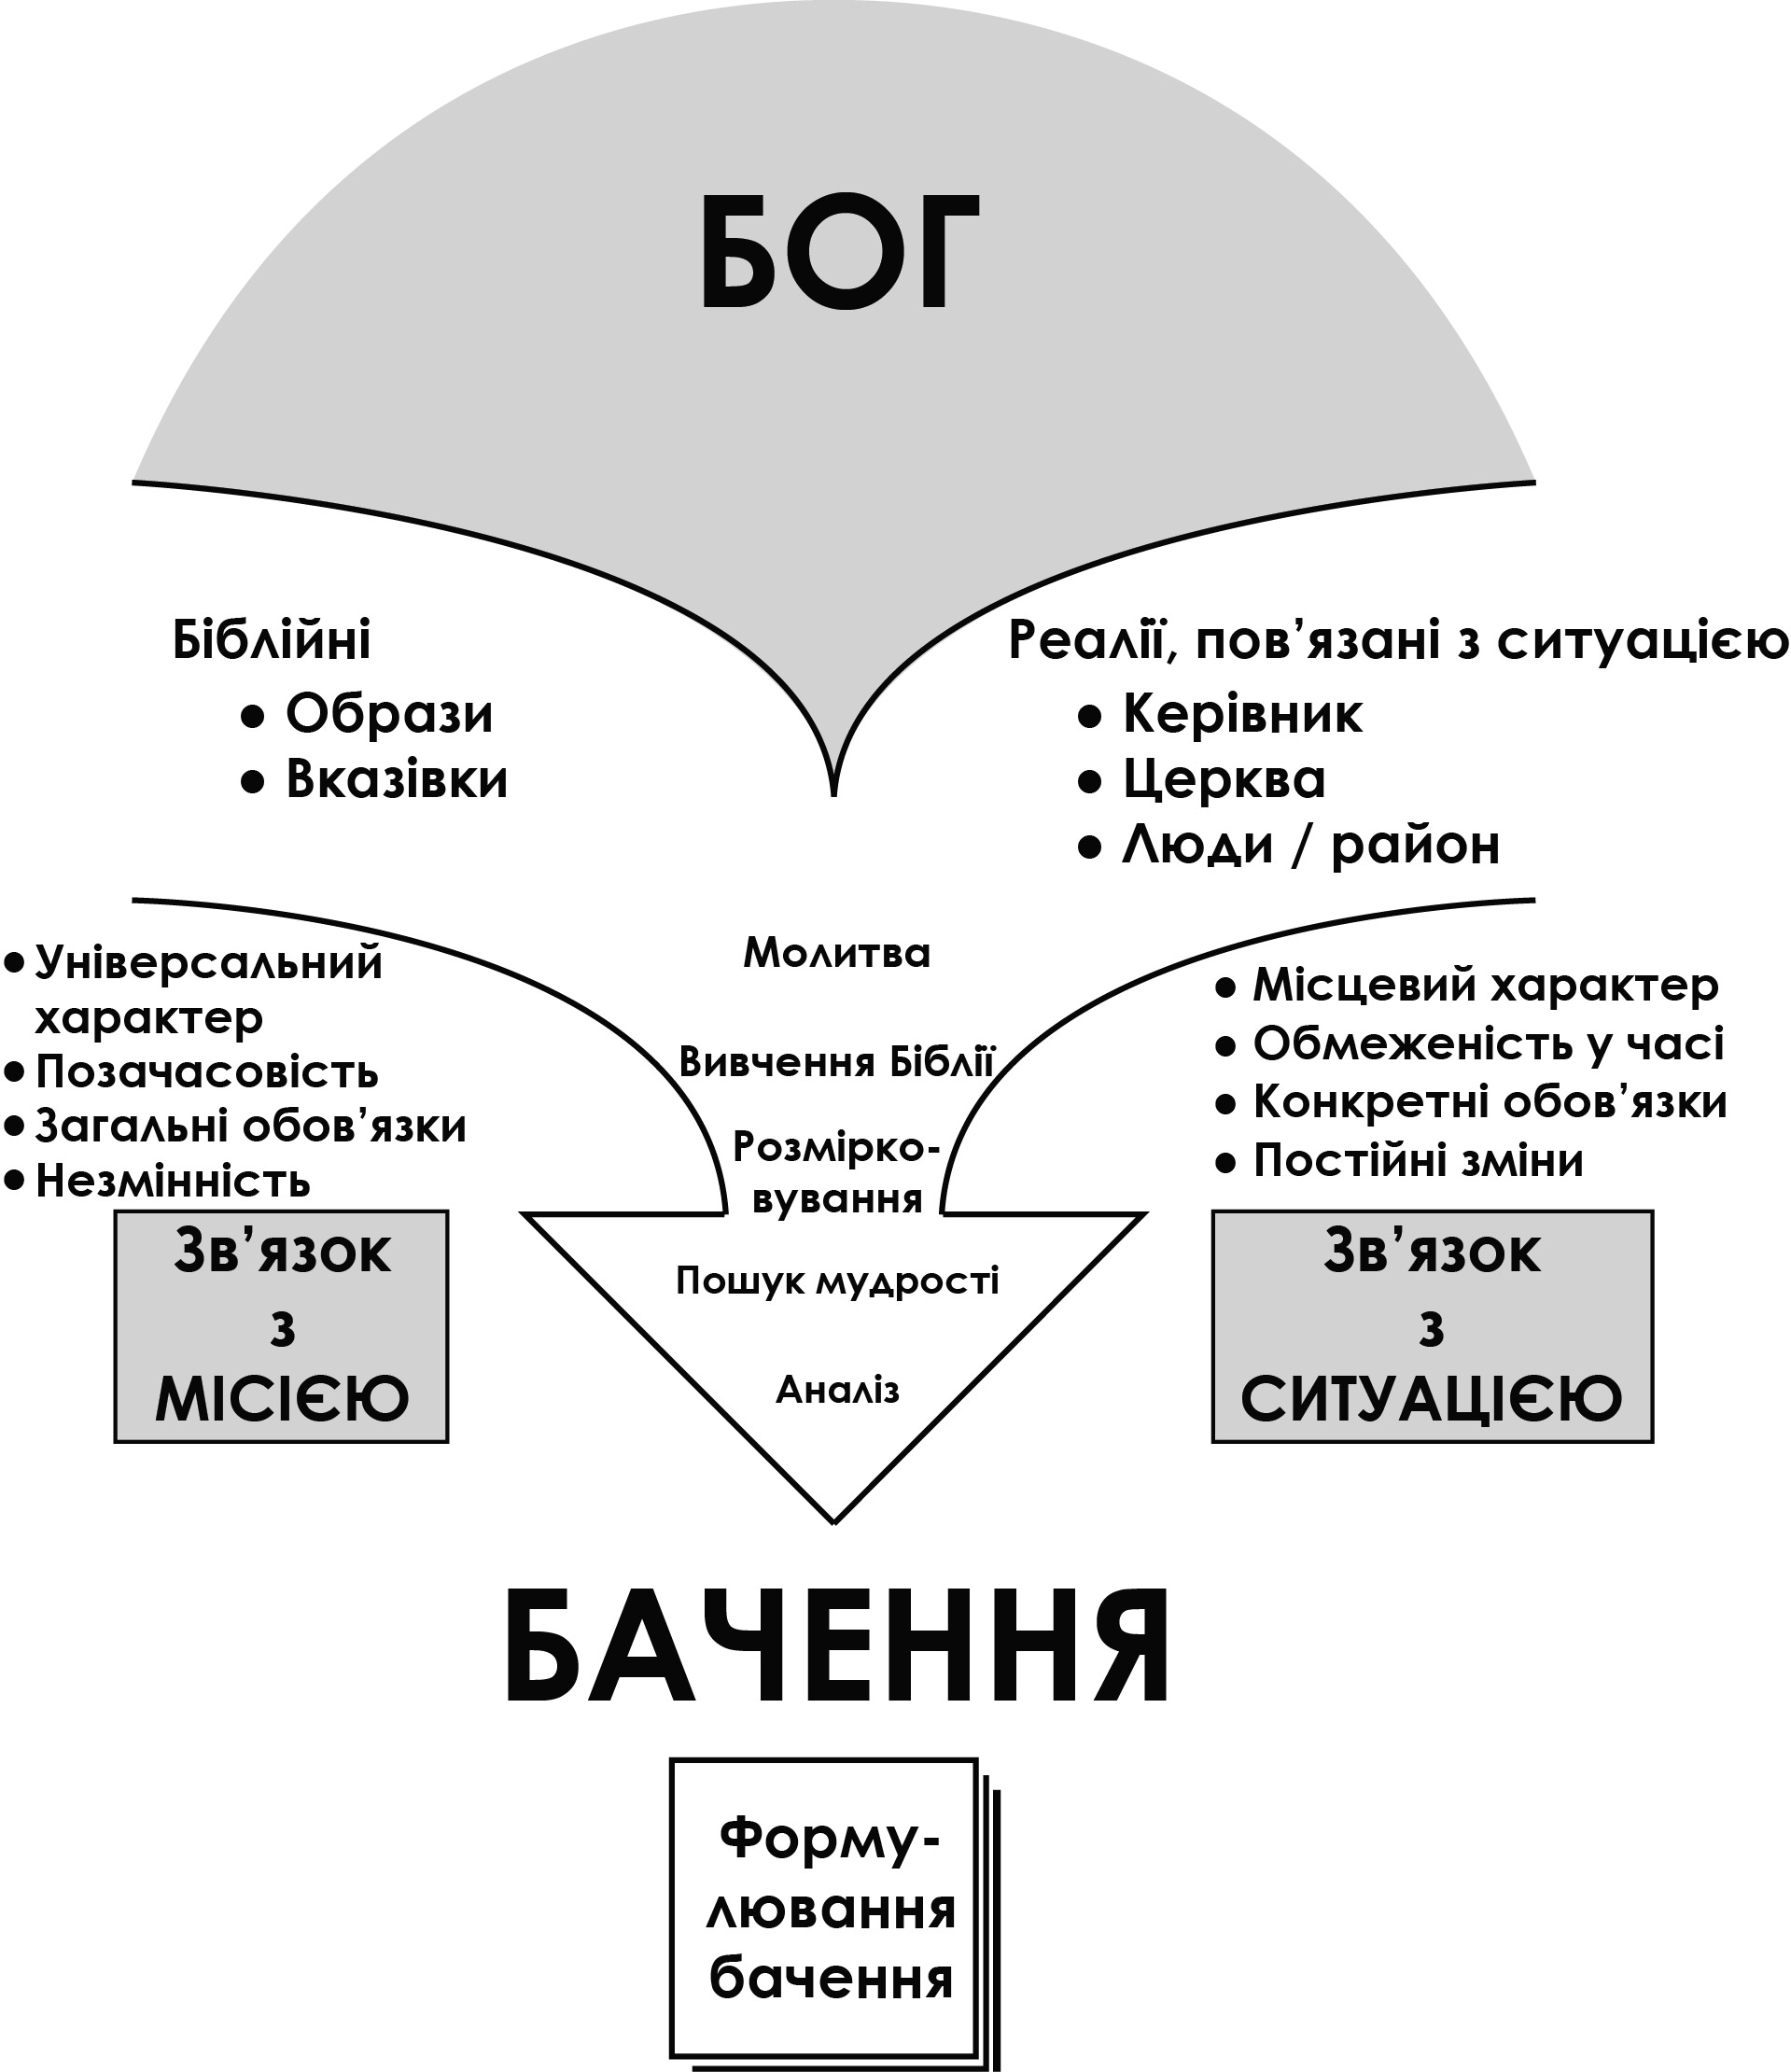 БОГ
Біблійні
● Образи
● Вказівки
Реалії, пов’язані з ситуацією
● Керівник
● Церква
● Люди / район
● Універсальний
характер
● Позачасовість
● Загальні обов’язки
● Незмінність
Зв’язок
з
МІСІЄЮ
Молитва
Вивчення Біблії
Розмірко-
вування
Пошук мудрості
Аналіз
● Місцевий характер
● Обмеженість у часі
● Конкретні обов’язки
● Постійні зміни
Зв’язок
з
СИТУАЦІЄЮ
БАЧЕННЯ
Форму-
лювання
бачення